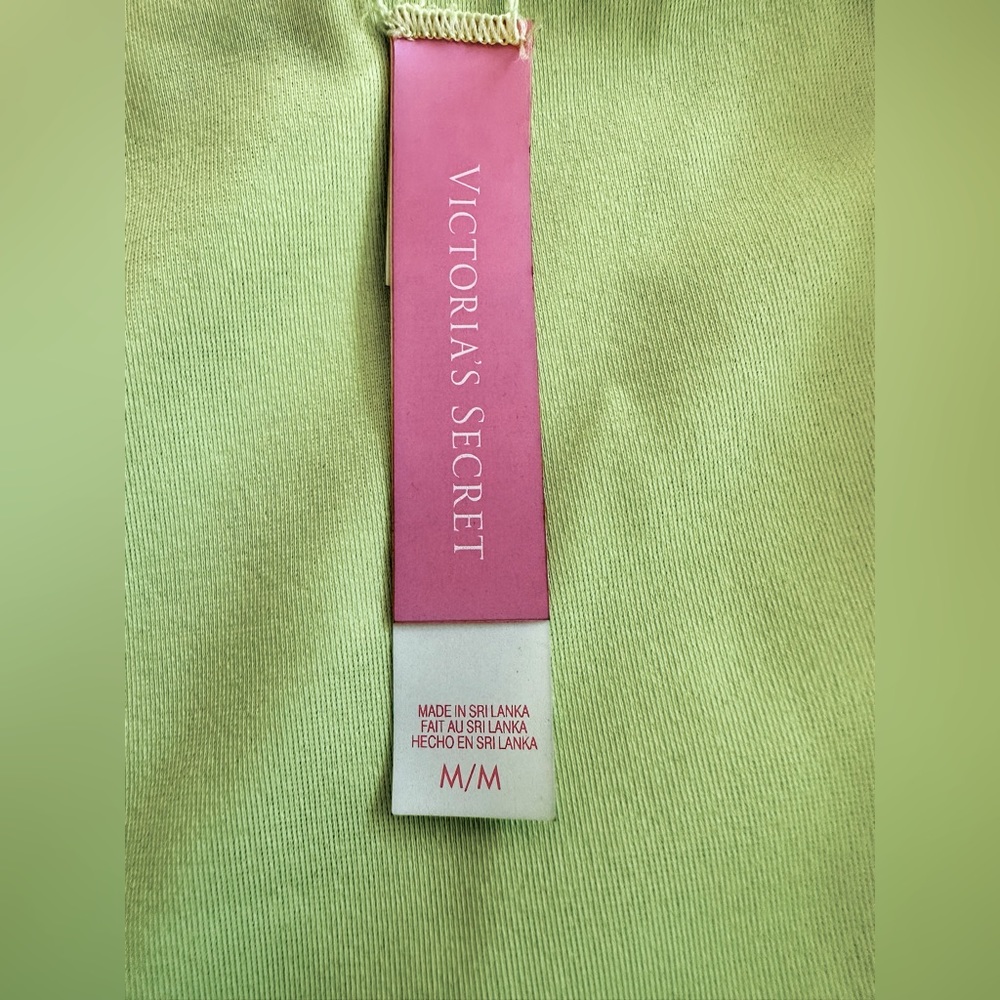 VICTORIA'S SECRET
MADE IN SRI LANKA
FAIT AU SRI LANKA
HECHO EN SRI LANKA
M/M